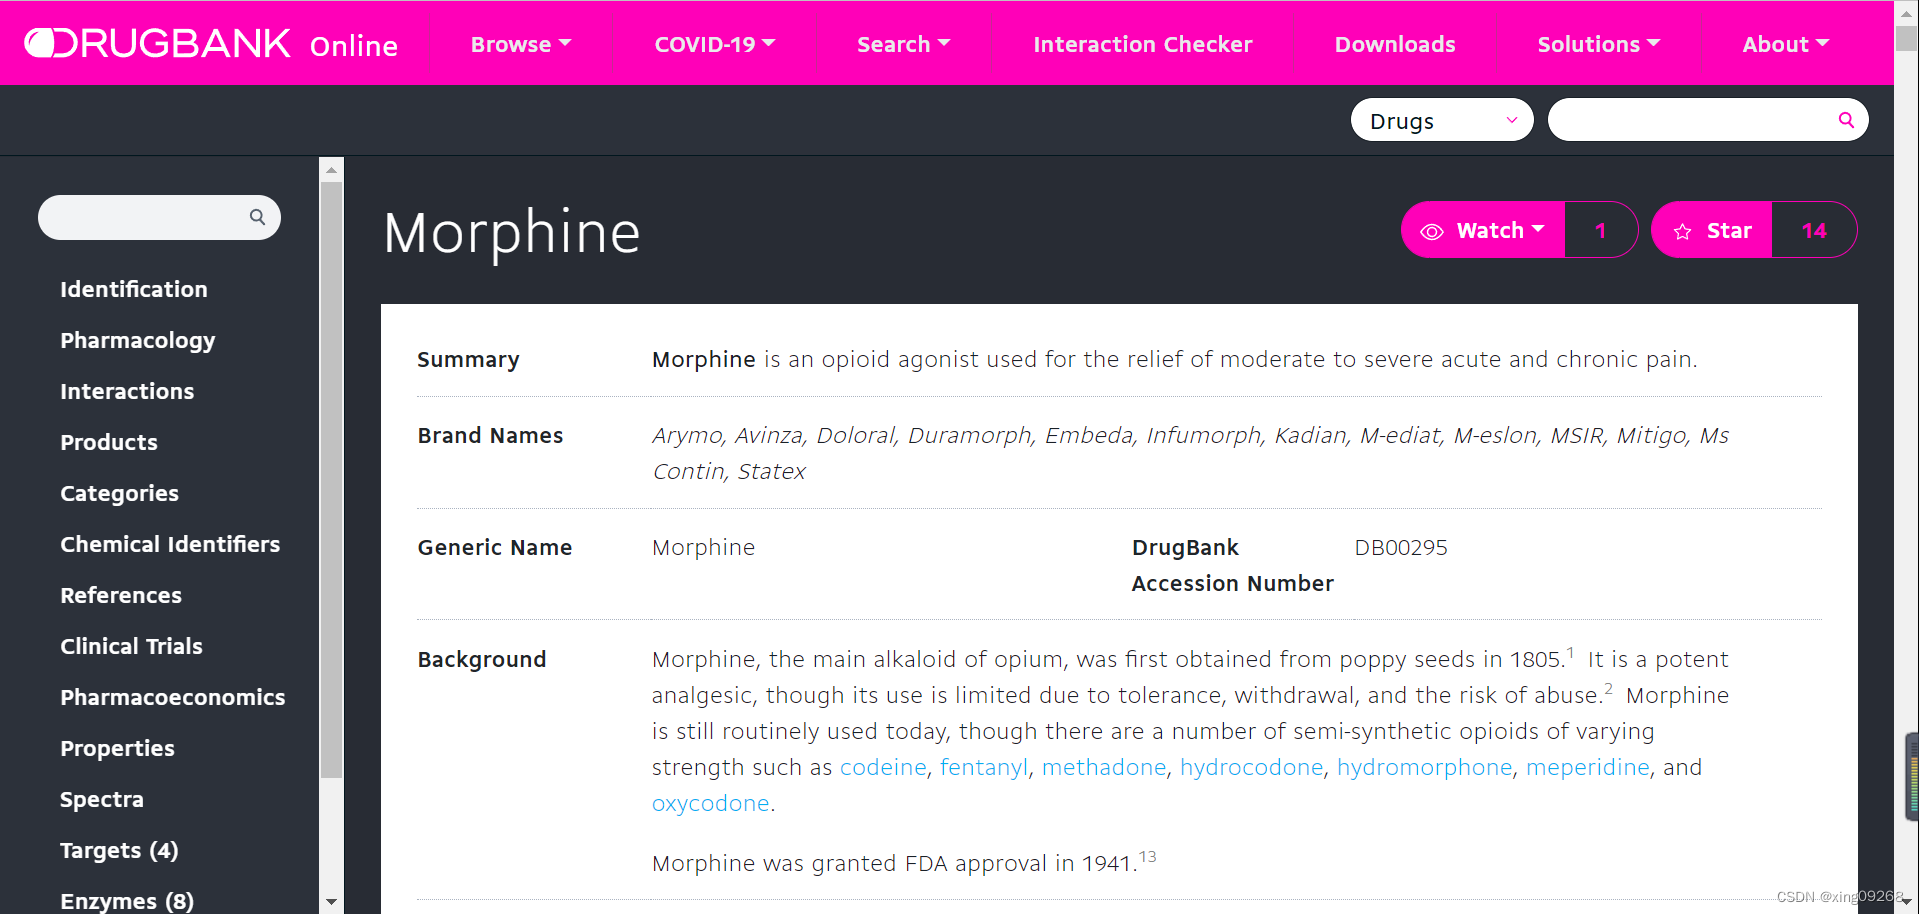 DRUGBANK Online
Browse
COVID-19
Search
Interaction Checker
Downloads
Solutions
About
Drugs
Identification
Pharmacology
Interactions
Products
Categories
Chemical Identifiers
References
Clinical Trials
Pharmacoeconomics
Properties
Spectra
Targets (4)
Enzymes (8)
Morphine
Watch 1
Star 14
Summary
Morphine is an opioid agonist used for the relief of moderate to severe acute and chronic pain.
Brand Names
Arymo, Avinza, Doloral, Duramorph, Embeda, Infumorph, Kadian, M-ediat, M-eslon, MSIR, Mitigo, Ms
Contin, Statex
Generic Name
Morphine
DrugBank
Accession Number
DB00295
Background
Morphine, the main alkaloid of opium, was first obtained from poppy seeds in 1805.1 It is a potent
analgesic, though its use is limited due to tolerance, withdrawal, and the risk of abuse.2 Morphine
is still routinely used today, though there are a number of semi-synthetic opioids of varying
strength such as codeine, fentanyl, methadone, hydrocodone, hydromorphone, meperidine, and
oxycodone.
Morphine was granted FDA approval in 1941.13
CSDN @xing09268